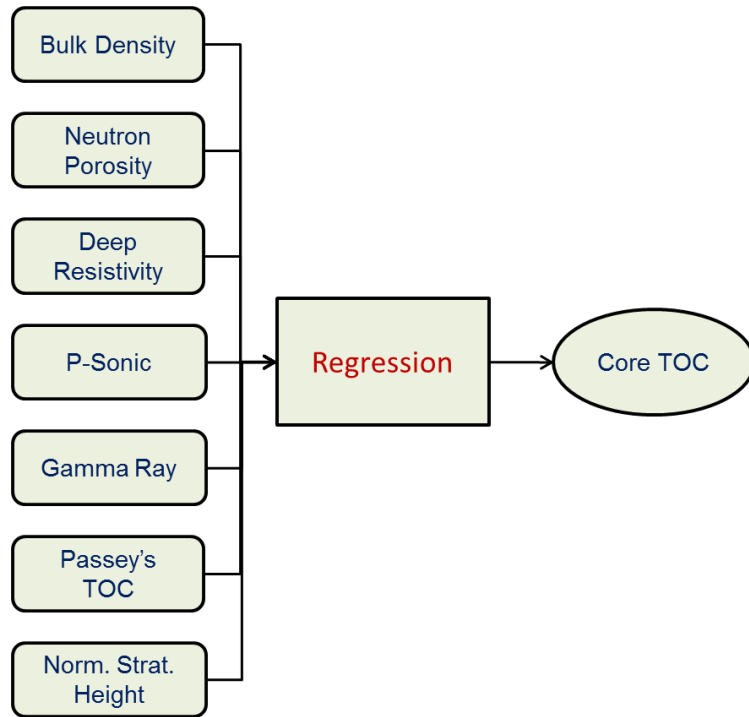 Bulk Density
Neutron
Porosity
Deep
Resistivity
P-Sonic
Gamma Ray
Passey’s
TOC
Norm. Strat.
Height
Regression
Core TOC